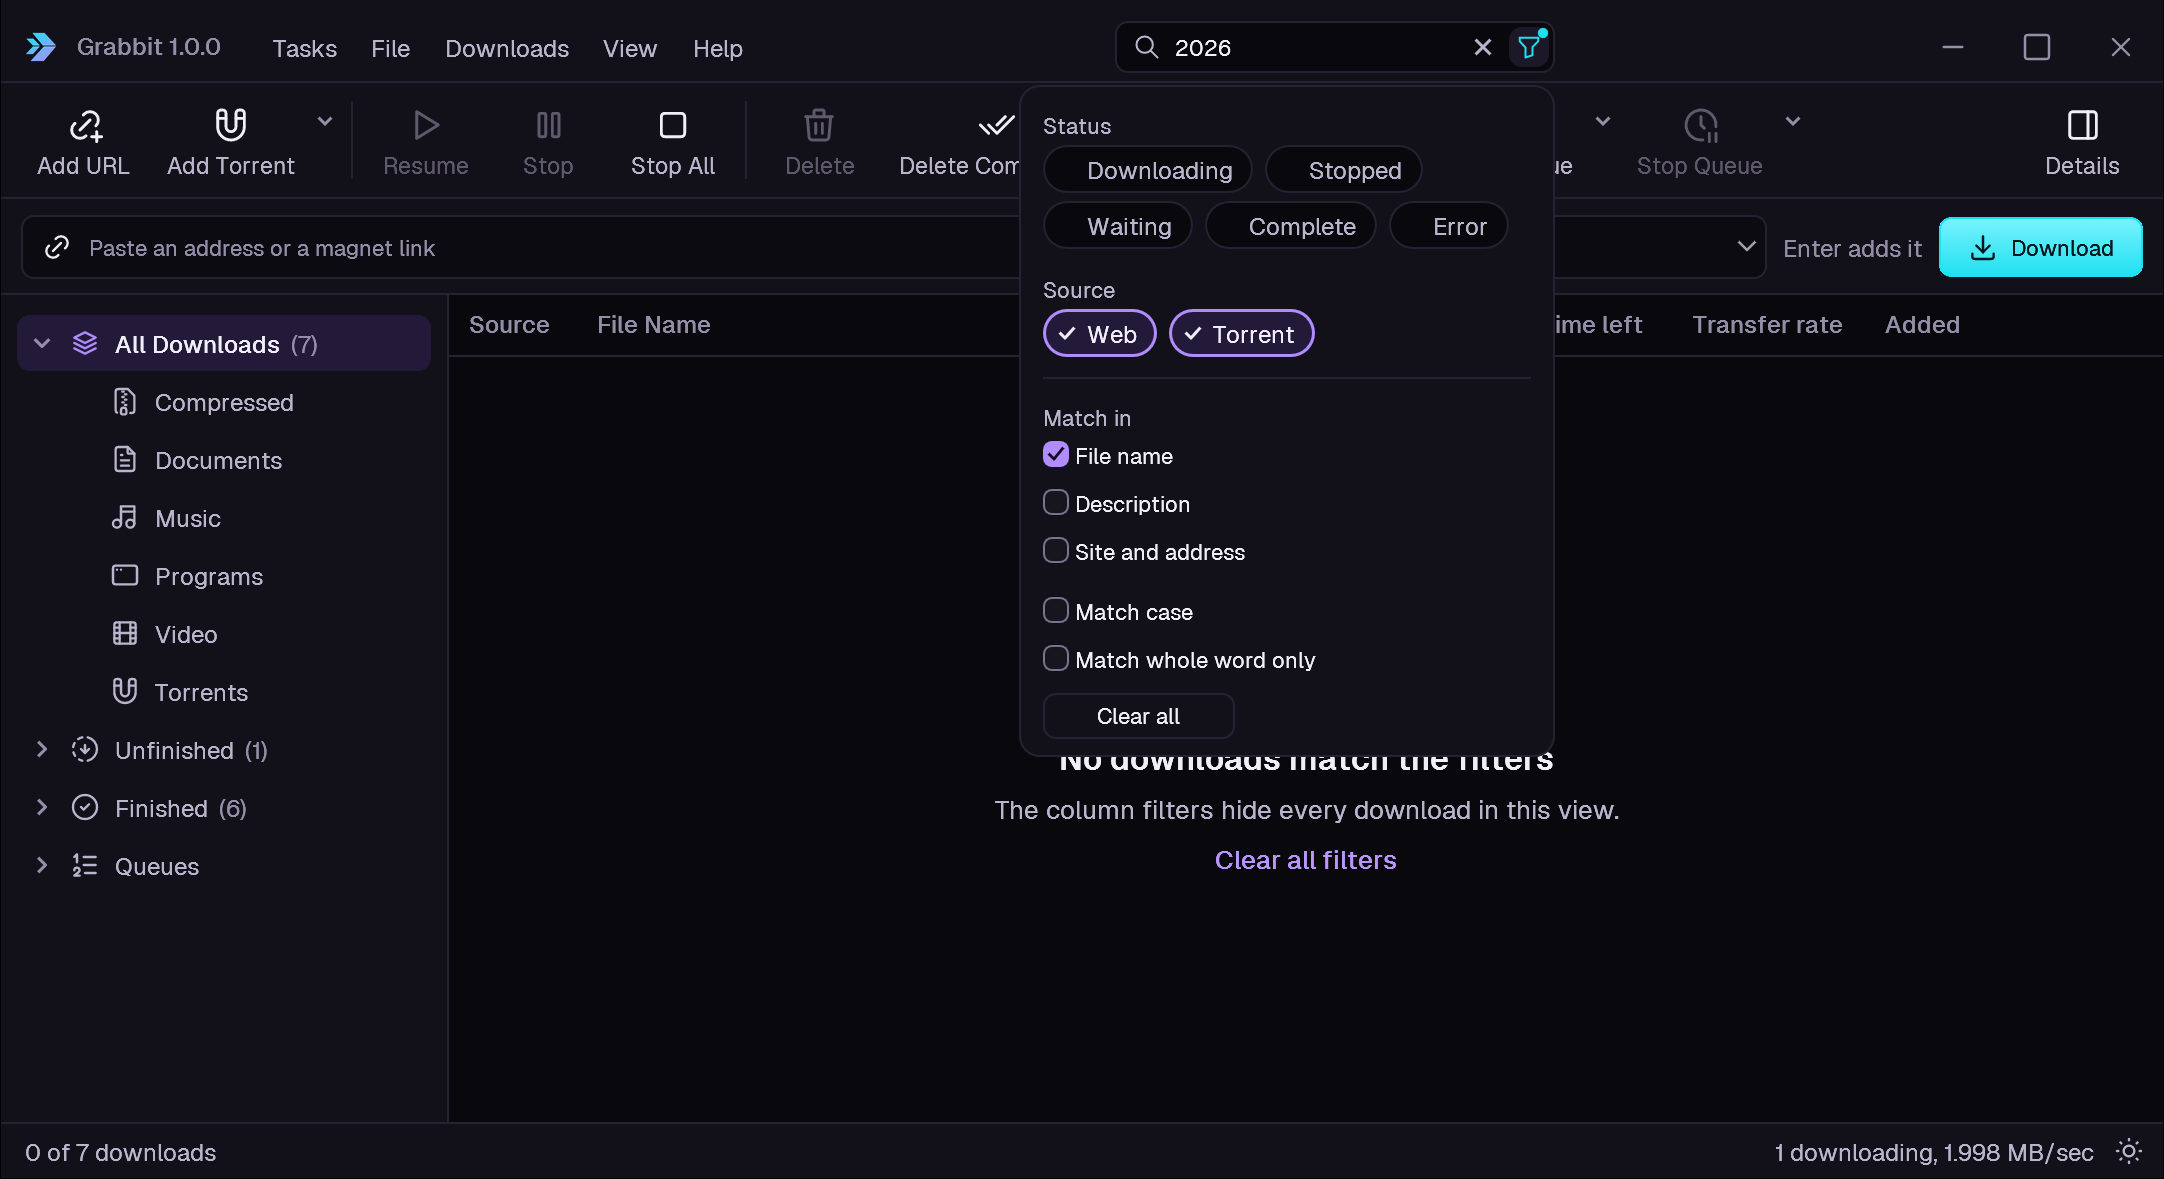 Grabbit 1.0.0
Tasks
File
Downloads
View
Help
2026
Add URL
Add Torrent
Resume
Stop
Stop All
Delete
Delete Com
ue
Stop Queue
Details
Paste an address or a magnet link
Enter adds it
Download
Status
Downloading
Stopped
Waiting
Complete
Error
Source
Web
Torrent
Match in
File name
Description
Site and address
Match case
Match whole word only
Clear all
All Downloads (7)
Compressed
Documents
Music
Programs
Video
Torrents
Unfinished (1)
Finished (6)
Queues
Source
File Name
ime left
Transfer rate
Added
No downloads match the filters
The column filters hide every download in this view.
Clear all filters
0 of 7 downloads
1 downloading, 1.998 MB/sec